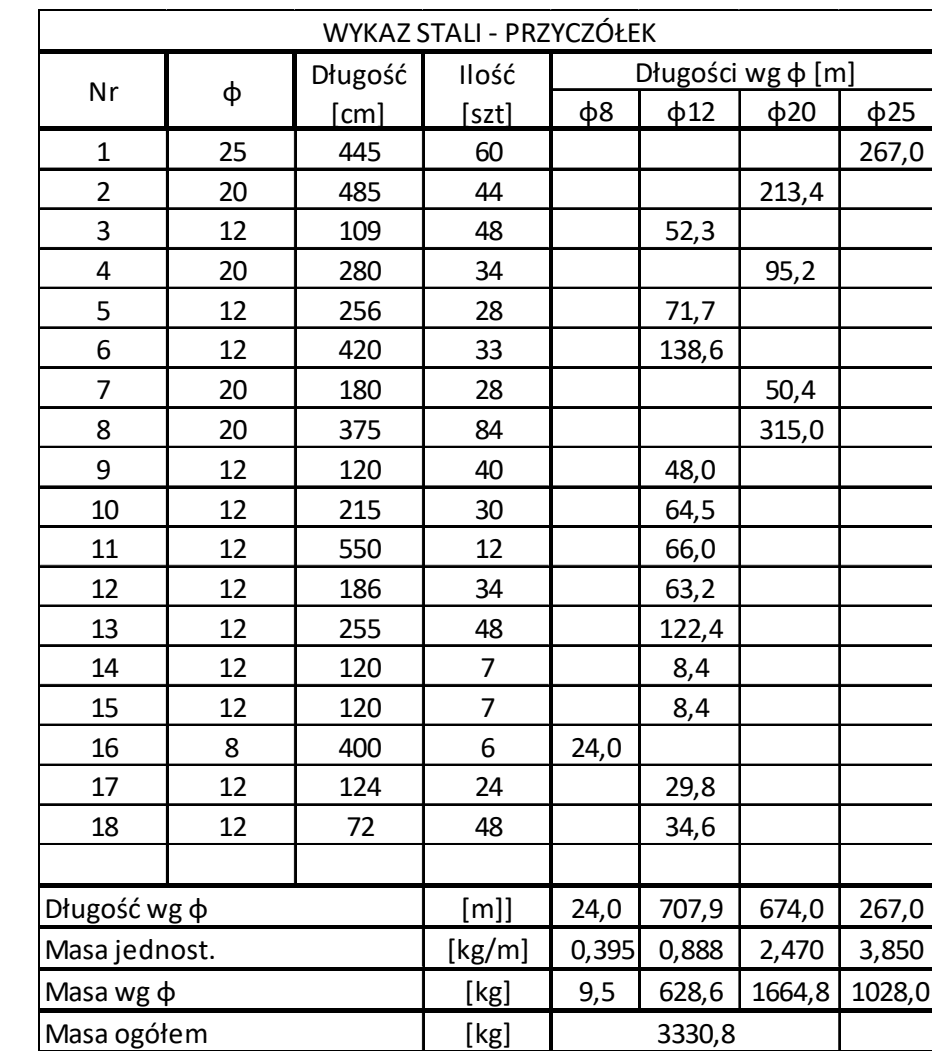 WYKAZ STALI - PRZYCZÓŁEK
Nr ϕ Długość [cm] Ilość [szt] Długości wg ϕ [m]
ϕ8 ϕ12 ϕ20 ϕ25
1 25 445 60 267,0
2 20 485 44 213,4
3 12 109 48 52,3
4 20 280 34 95,2
5 12 256 28 71,7
6 12 420 33 138,6
7 20 180 28 50,4
8 20 375 84 315,0
9 12 120 40 48,0
10 12 215 30 64,5
11 12 550 12 66,0
12 12 186 34 63,2
13 12 255 48 122,4
14 12 120 7 8,4
15 12 120 7 8,4
16 8 400 6 24,0
17 12 124 24 29,8
18 12 72 48 34,6
Długość wg ϕ [m]] 24,0 707,9 674,0 267,0
Masa jednost. [kg/m] 0,395 0,888 2,470 3,850
Masa wg ϕ [kg] 9,5 628,6 1664,8 1028,0
Masa ogółem [kg] 3330,8